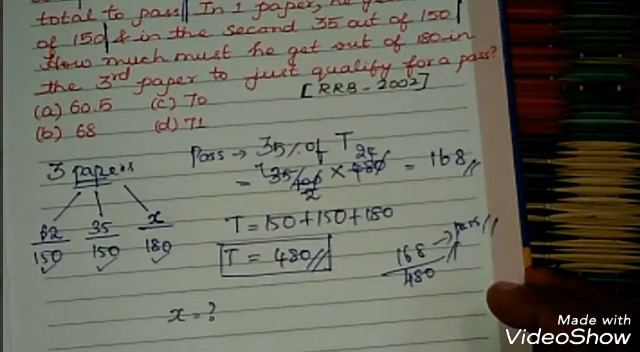 total to pass || In 1 paper, he
of 150 | & in the second 35 out of 150 |
How much must he get out of 180 in
the 3rd paper to just qualify for a pass?
[RRB - 2002]
(a) 60.5 (c) 70
(b) 68 (d) 71
3 papers
62/150 35/150 x/180
Pass → 35% of T
= 35/100 × 480 = 168 //
2
24
T = 150 + 150 + 180
T = 480 //
168/480 → pass //
x = ?
Made with
VideoShow